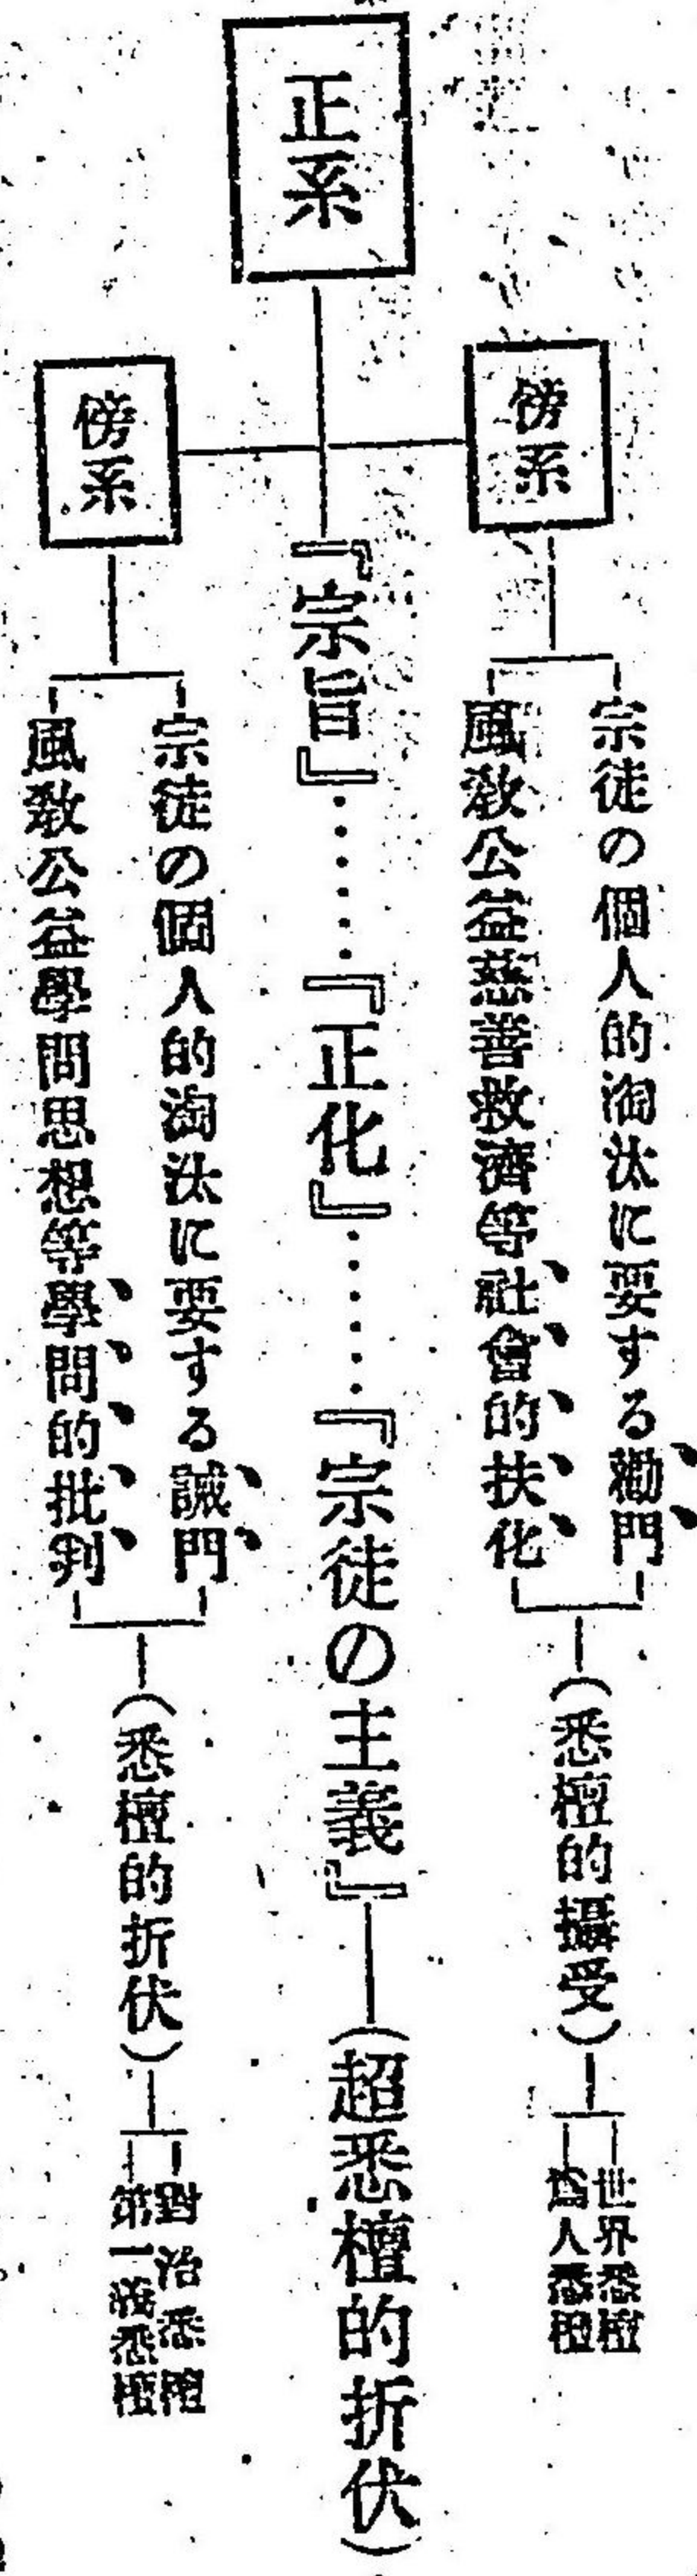 正系
傍系
宗徒の個人的淘汰に要する勸門
風敎公益慈善救濟等社會的扶化
(悉檀的攝受)
世界悉檀
爲人悉檀
『宗旨』……『正化』……『宗徒の主義』
(超悉檀的折伏)
傍系
宗徒の個人的淘汰に要する誡門
風敎公益學問思想等學問的批判
(悉檀的折伏)
對治悉檀
第一義悉檀